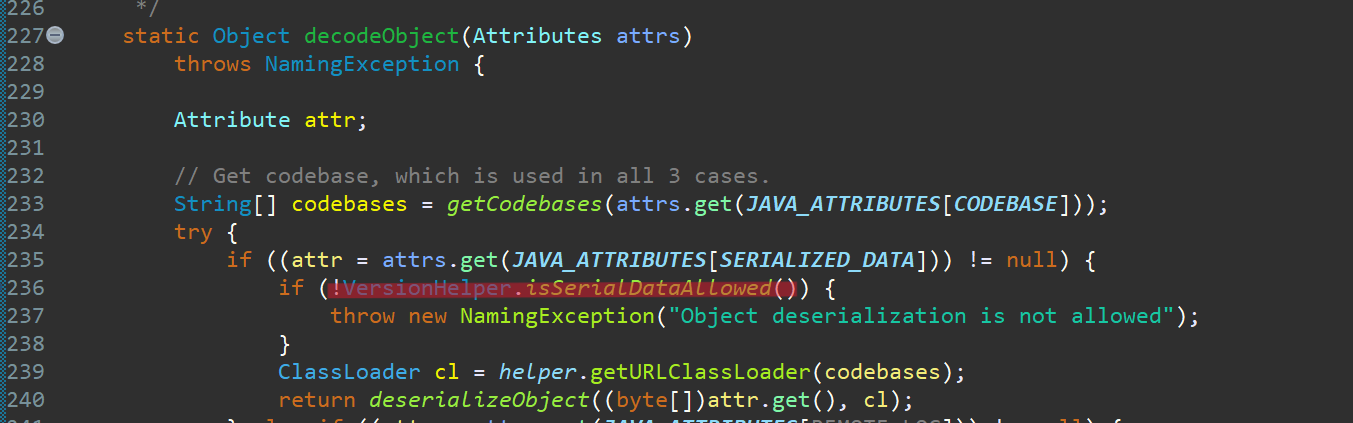 226         */
227     static Object decodeObject(Attributes attrs)
228         throws NamingException {
229
230         Attribute attr;
231
232         // Get codebase, which is used in all 3 cases.
233         String[] codebases = getCodebases(attrs.get(JAVA_ATTRIBUTES[CODEBASE]));
234         try {
235             if ((attr = attrs.get(JAVA_ATTRIBUTES[SERIALIZED_DATA])) != null) {
236                 if (!VersionHelper.isSerialDataAllowed()) {
237                     throw new NamingException("Object deserialization is not allowed");
238                 }
239                 ClassLoader cl = helper.getURLClassLoader(codebases);
240                 return deserializeObject((byte[])attr.get(), cl);